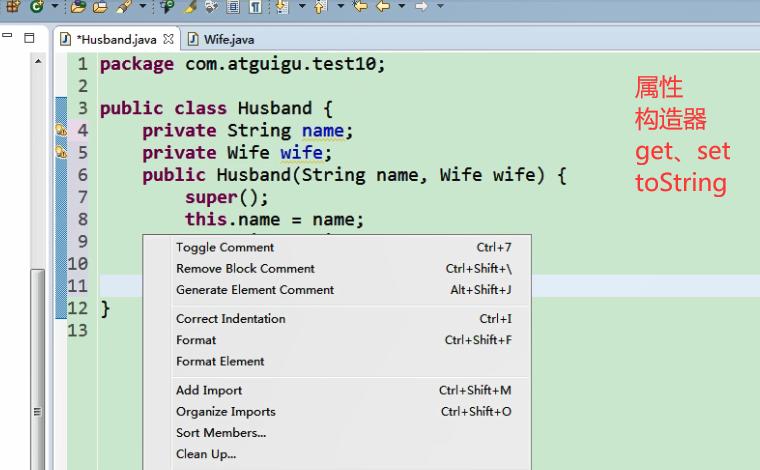 *Husband.java
Wife.java
1 package com.atguigu.test10;
2
3 public class Husband {
4 private String name;
5 private Wife wife;
6 public Husband(String name, Wife wife) {
7 super();
8 this.name = name;
9
10
11
12 }
13
属性
构造器
get、set
toString
Toggle Comment Ctrl+7
Remove Block Comment Ctrl+Shift+\
Generate Element Comment Alt+Shift+J
Correct Indentation Ctrl+I
Format Ctrl+Shift+F
Format Element
Add Import Ctrl+Shift+M
Organize Imports Ctrl+Shift+O
Sort Members...
Clean Up...